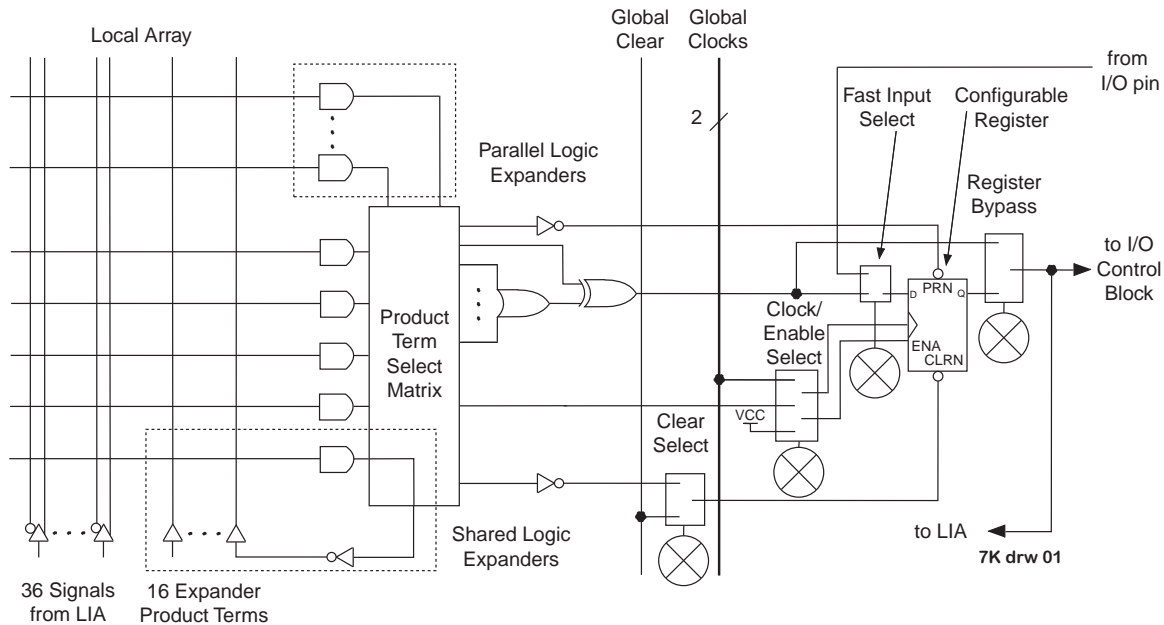 Local Array
Global
Clear
Global
Clocks
from
I/O pin
Fast Input
Select
Configurable
Register
2
Parallel Logic
Expanders
Register
Bypass
to I/O
Control
Block
PRN
D
Q
Product
Term
Select
Matrix
Clock/
Enable
Select
ENA
CLRN
VCC
Clear
Select
Shared Logic
Expanders
to LIA
7K drw 01
36 Signals
from LIA
16 Expander
Product Terms